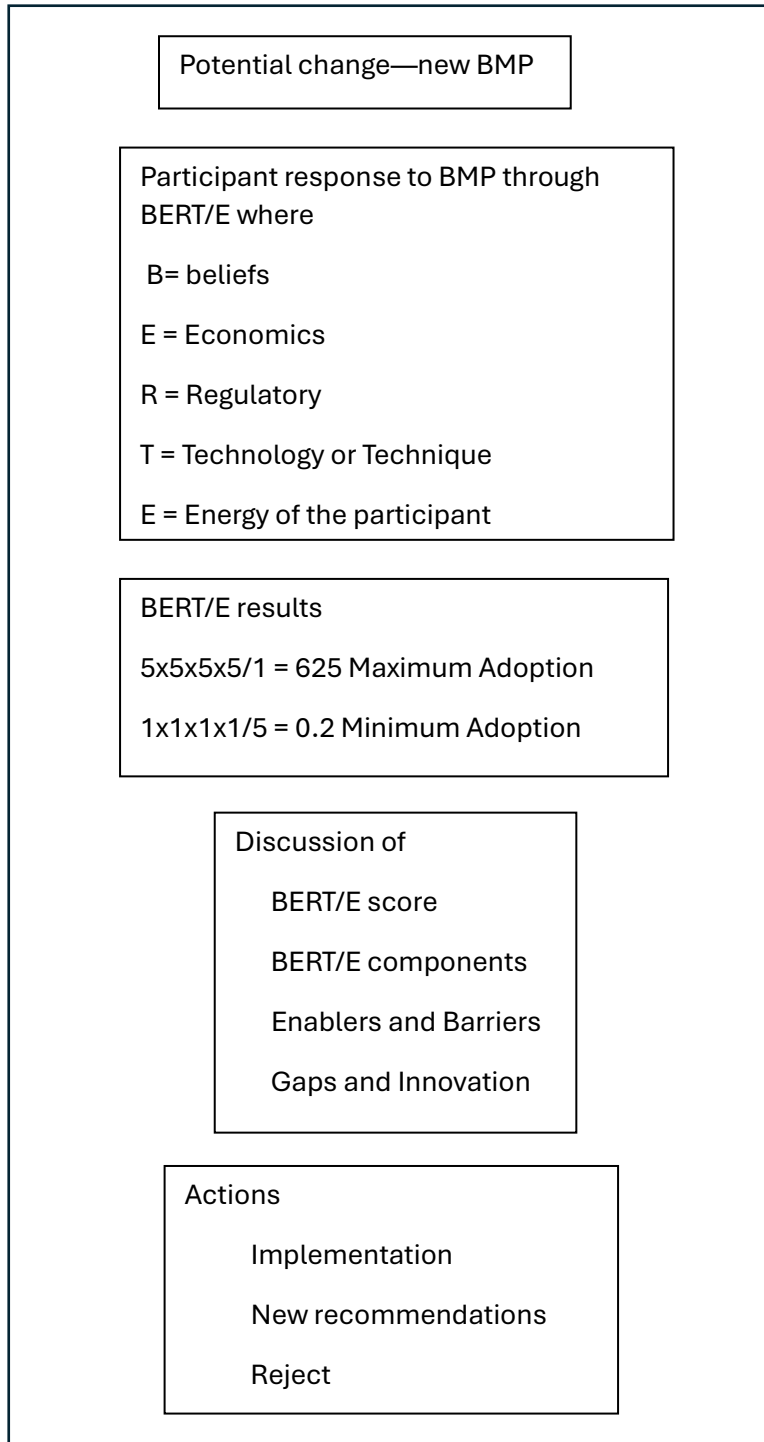 Potential change—new BMP
Participant response to BMP through
BERT/E where
B= beliefs
E = Economics
R = Regulatory
T = Technology or Technique
E = Energy of the participant
BERT/E results
5x5x5x5/1 = 625 Maximum Adoption
1x1x1x1/5 = 0.2 Minimum Adoption
Discussion of
BERT/E score
BERT/E components
Enablers and Barriers
Gaps and Innovation
Actions
Implementation
New recommendations
Reject